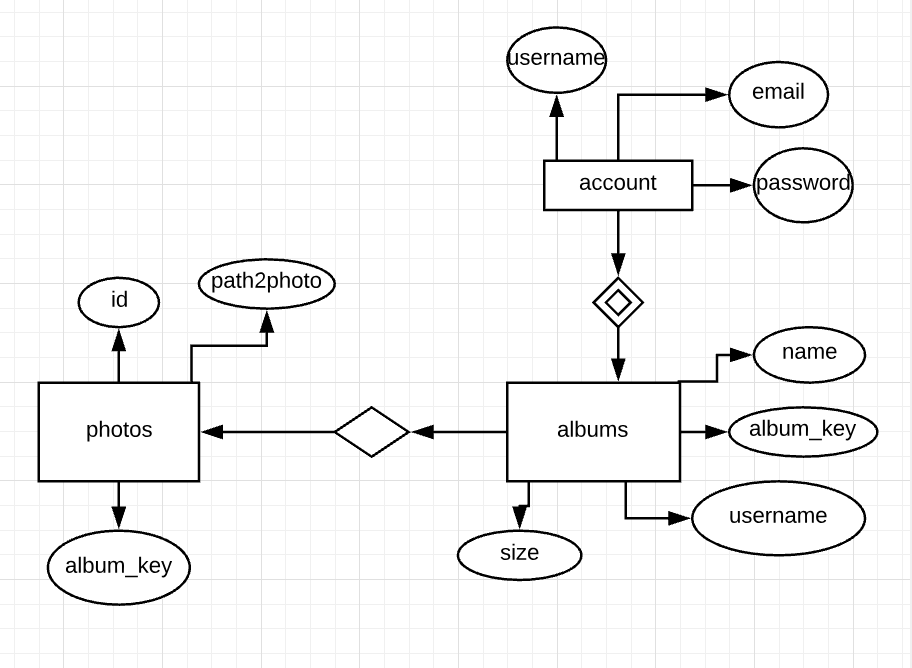 username
email
account
password
path2photo
id
name
photos
albums
album_key
username
size
album_key